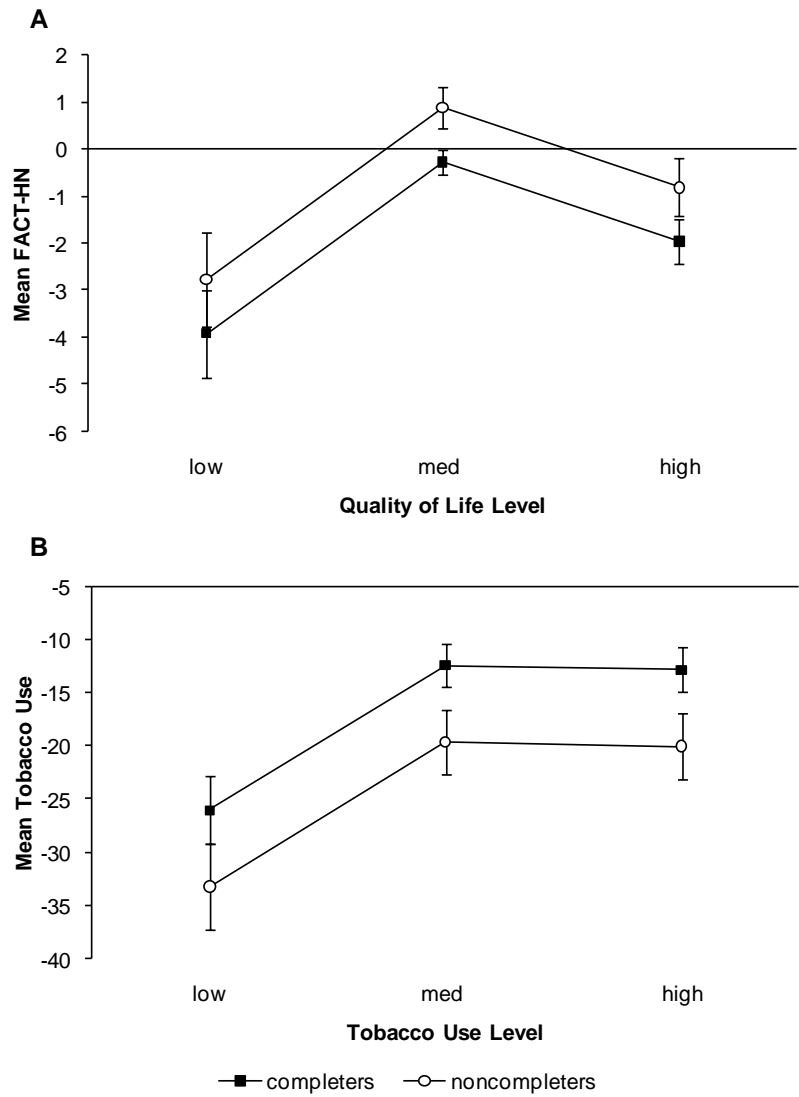 A
2
1
0
-1
-2
-3
-4
-5
-6
Mean FACT-HN
low med high
Quality of Life Level
B
-5
-10
-15
-20
-25
-30
-35
-40
Mean Tobacco Use
low med high
Tobacco Use Level
completers noncompleters